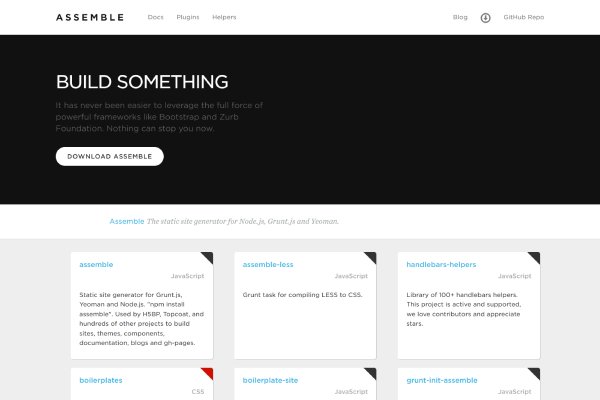 ASSEMBLE Docs Plugins Helpers Blog GitHub Repo
BUILD SOMETHING
It has never been easier to leverage the full force of
powerful frameworks like Bootstrap and Zurb
Foundation. Nothing can stop you now.
DOWNLOAD ASSEMBLE
Assemble The static site generator for Node.js, Grunt.js and Yeoman.
assemble
JavaScript
Static site generator for Grunt.js,
Yeoman and Node.js. "npm install
assemble". Used by H5BP, Topcoat, and
hundreds of other projects to build
sites, themes, components,
documentation, blogs and gh-pages.
assemble-less
JavaScript
Grunt task for compiling LESS to CSS.
handlebars-helpers
JavaScript
Library of 100+ handlebars helpers.
This project is active and supported,
we love contributors and appreciate
stars.
boilerplates
CSS
boilerplate-site
JavaScript
grunt-init-assemble
JavaScript